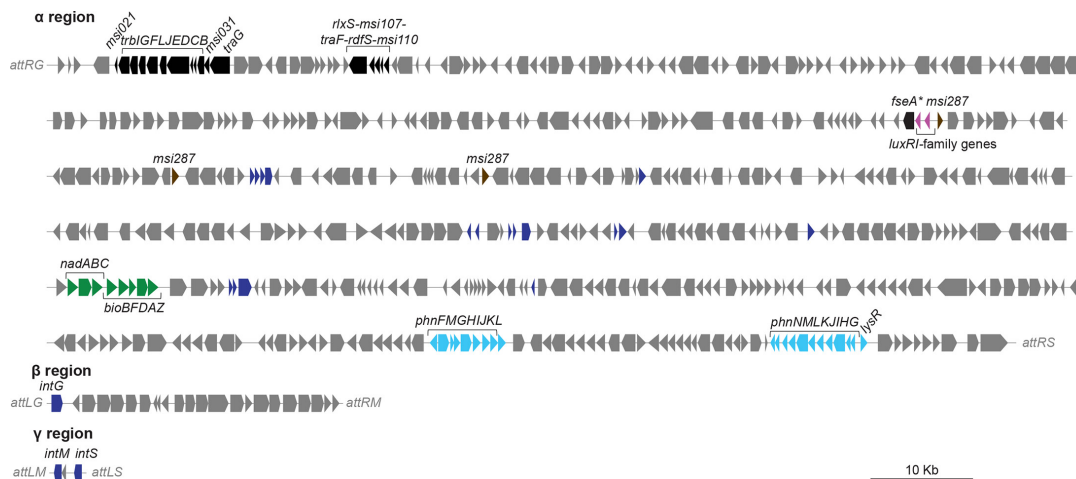 α region
msi021
trbIGFLJEDCB
msi031
traG
rlxS-msi107-
traF-rdfS-msi110
attRG
fseA* msi287
luxRI-family genes
msi287
msi287
nadABC
bioBFDAZ
phnFMGHIJKL
phnNMLKJIHG
lysR
attRS
β region
intG
attLG
attRM
γ region
intM intS
attLM
attLS
10 Kb